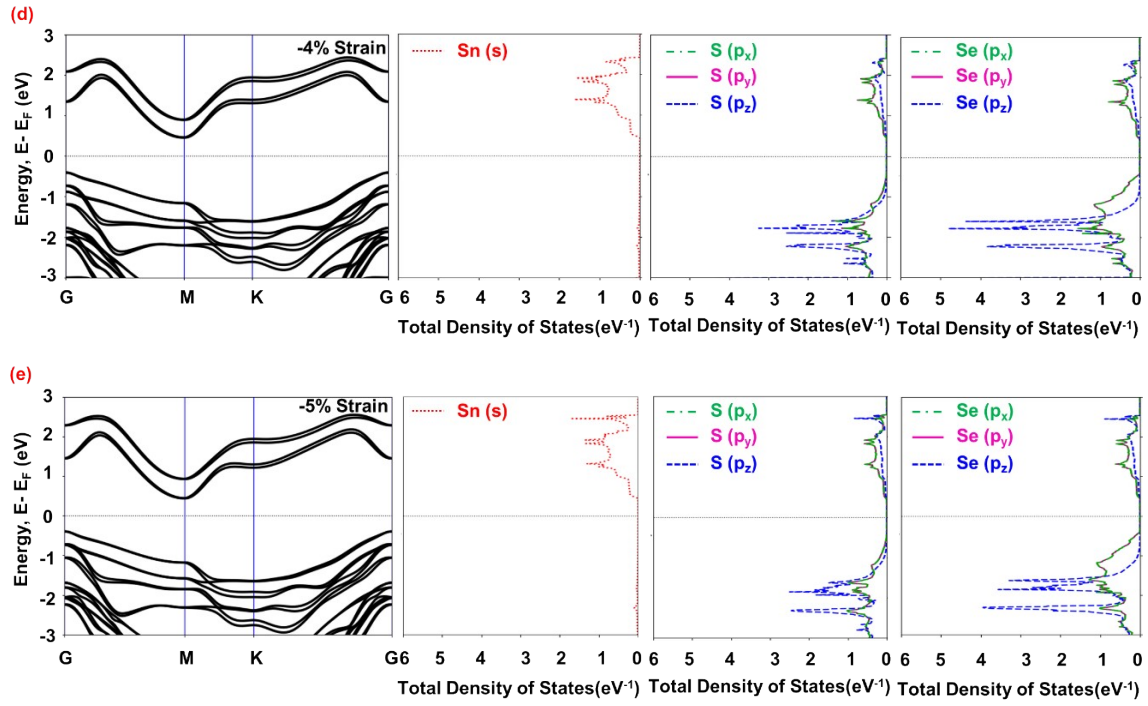 (d)
3
2
1
0
-1
-2
-3
Energy, E- E_F (eV)
-4% Strain
G M K G
Sn (s)
6 5 4 3 2 1 0
Total Density of States(eV⁻¹)
S (pₓ)
S (p_y)
S (p_z)
6 5 4 3 2 1 0
Total Density of States(eV⁻¹)
Se (pₓ)
Se (p_y)
Se (p_z)
6 5 4 3 2 1 0
Total Density of States(eV⁻¹)
(e)
3
2
1
0
-1
-2
-3
Energy, E- E_F (eV)
-5% Strain
G M K G
Sn (s)
6 5 4 3 2 1 0
Total Density of States(eV⁻¹)
S (pₓ)
S (p_y)
S (p_z)
6 5 4 3 2 1 0
Total Density of States(eV⁻¹)
Se (pₓ)
Se (p_y)
Se (p_z)
6 5 4 3 2 1 0
Total Density of States(eV⁻¹)